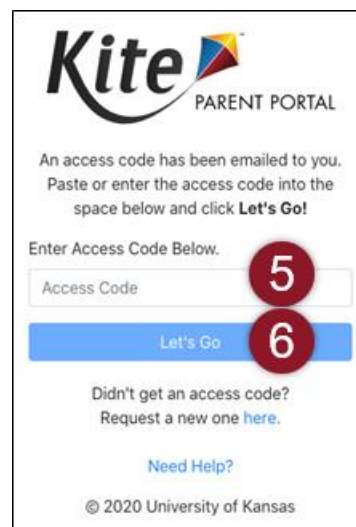 Kite
PARENT PORTAL
An access code has been emailed to you.
Paste or enter the access code into the
space below and click Let's Go!
Enter Access Code Below.
Access Code
5
Let's Go
6
Didn't get an access code?
Request a new one here.
Need Help?
© 2020 University of Kansas